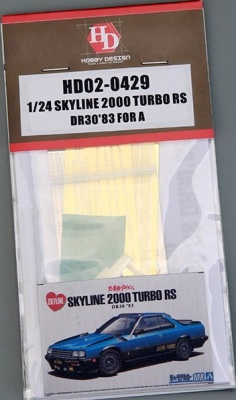 HD
HOBBY DESIGN
HD02-0429
1/24 SKYLINE 2000 TURBO RS
DR30'83 FOR A
SKYLINE
SKYLINE 2000 TURBO RS
DR30 '83